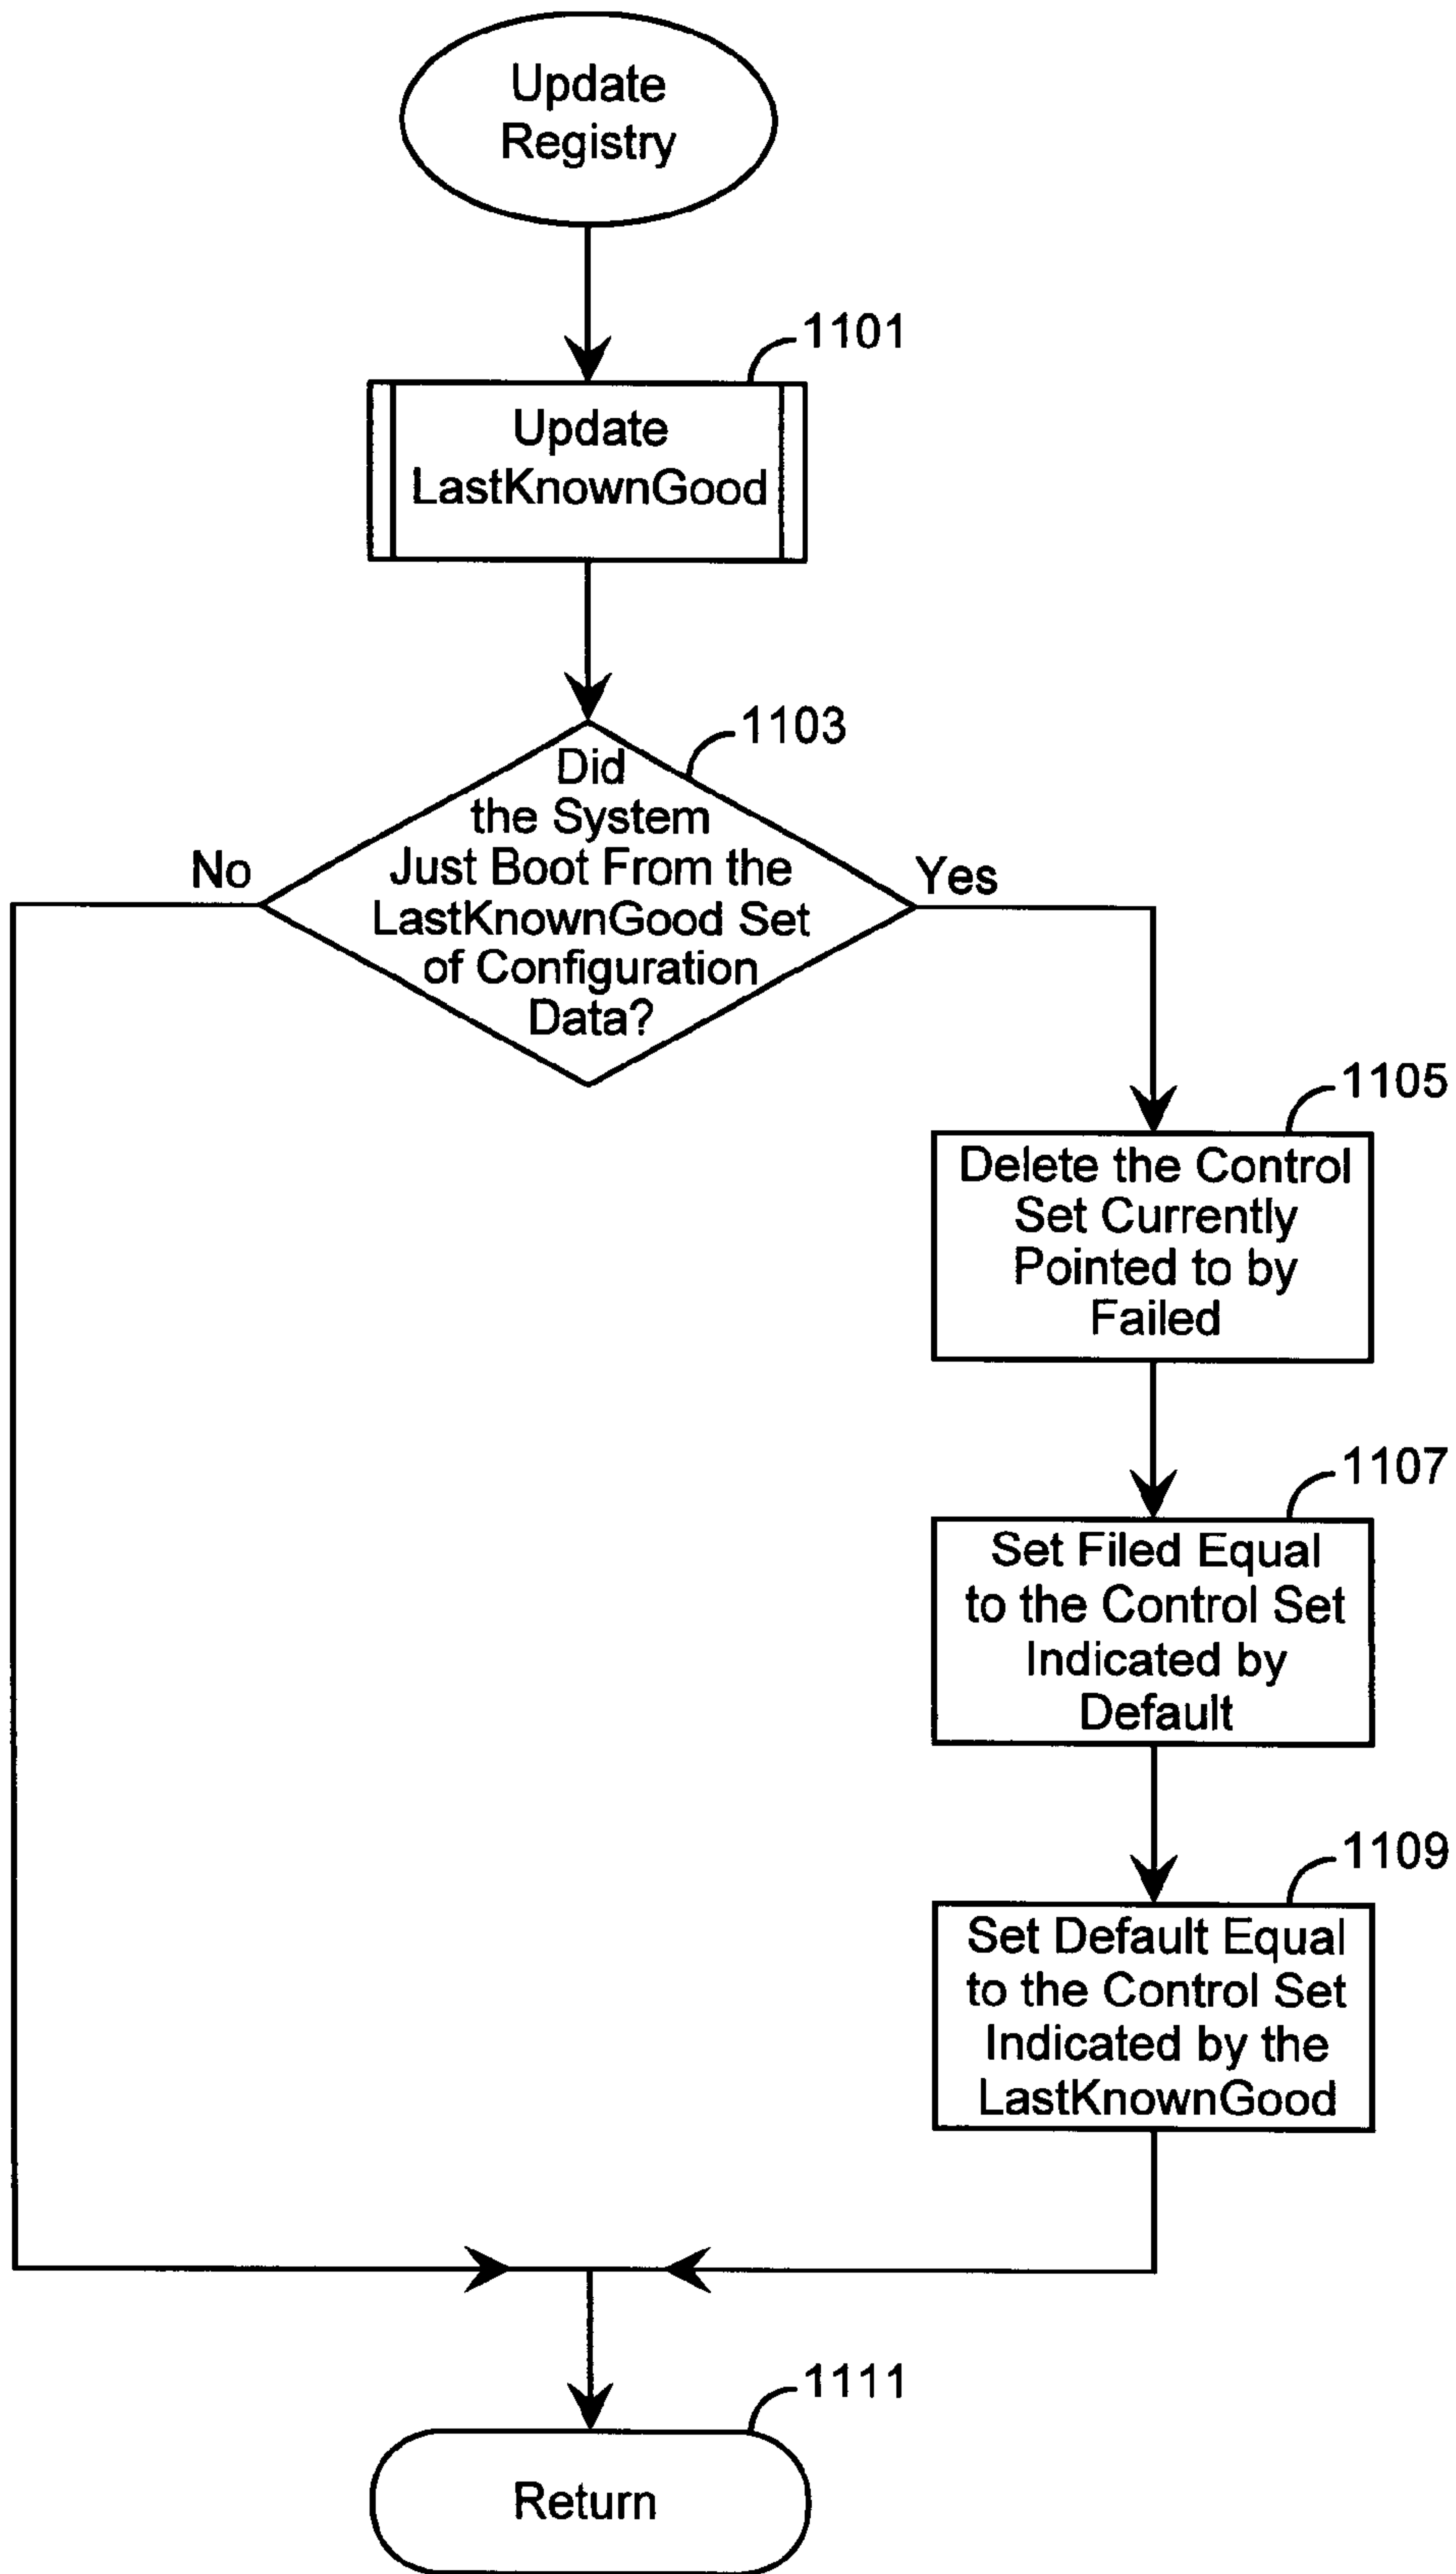 Update
Registry
1101
Update
LastKnownGood
1103
Did
the System
Just Boot From the
LastKnownGood Set
of Configuration
Data?
No
Yes
1105
Delete the Control
Set Currently
Pointed to by
Failed
1107
Set Filed Equal
to the Control Set
Indicated by
Default
1109
Set Default Equal
to the Control Set
Indicated by the
LastKnownGood
1111
Return